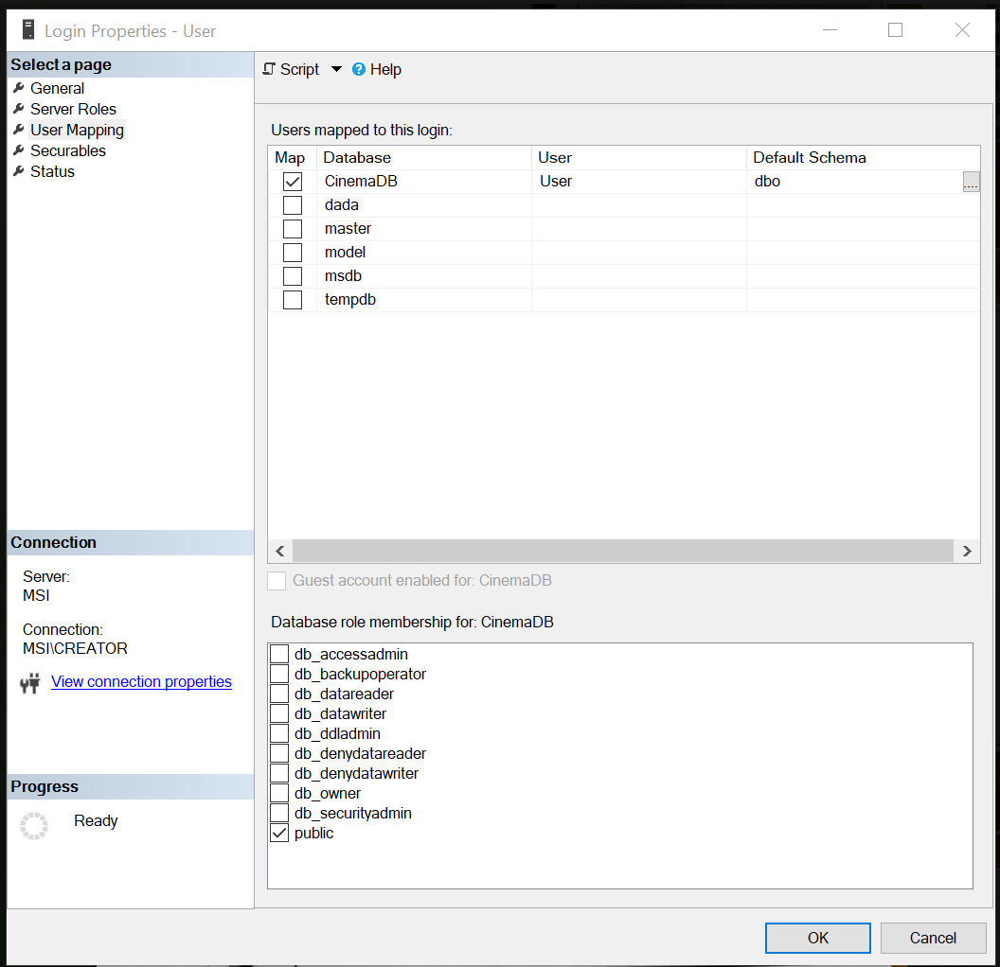 Login Properties - User
Select a page
General
Server Roles
User Mapping
Securables
Status
Script
Help
Users mapped to this login:
Map Database User Default Schema
CinemaDB User dbo ...
dada
master
model
msdb
tempdb
Guest account enabled for: CinemaDB
Database role membership for: CinemaDB
db_accessadmin
db_backupoperator
db_datareader
db_datawriter
db_ddladmin
db_denydatareader
db_denydatawriter
db_owner
db_securityadmin
public
Connection
Server:
MSI
Connection:
MSI\CREATOR
View connection properties
Progress
Ready
OK
Cancel